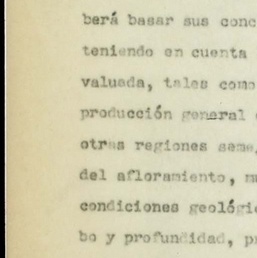 berá basar sus conc
teniendo en cuenta
valuada, tales como
producción general
otras regiones seme
del afloramiento, mu
condiciones geológi
bo y profundidad, p